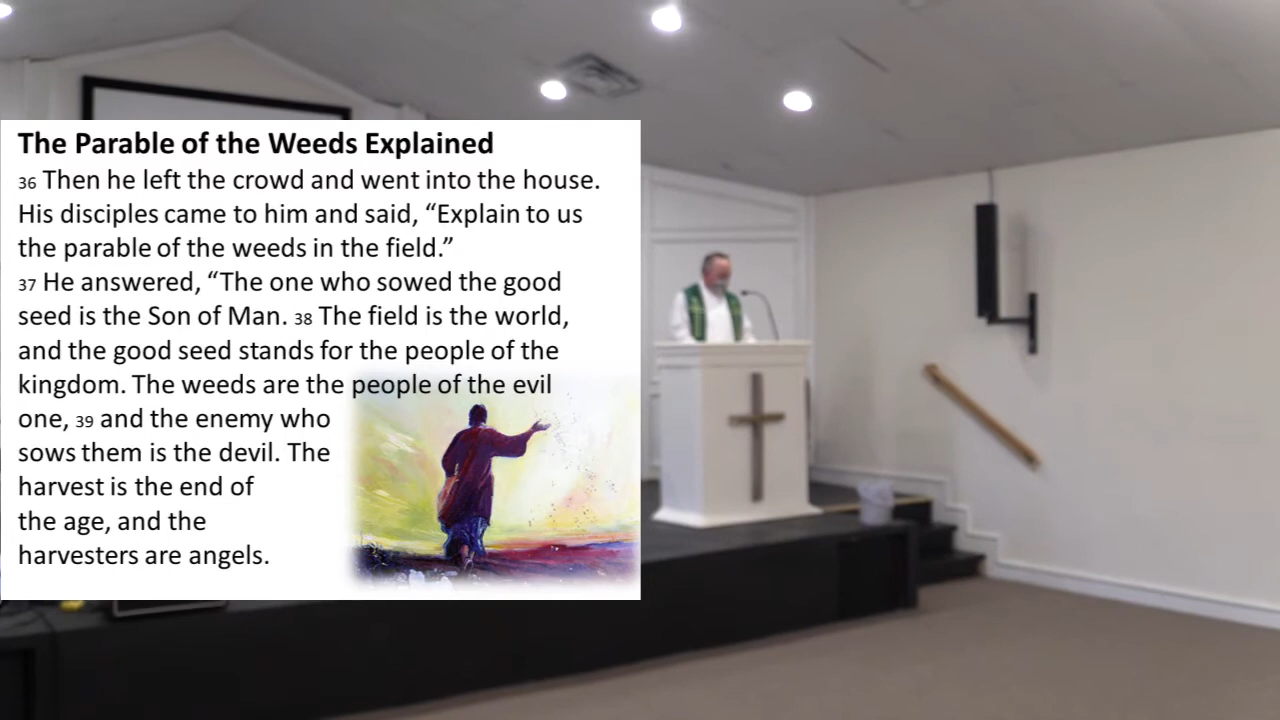 The Parable of the Weeds Explained
36 Then he left the crowd and went into the house.
His disciples came to him and said, “Explain to us
the parable of the weeds in the field.”
37 He answered, “The one who sowed the good
seed is the Son of Man. 38 The field is the world,
and the good seed stands for the people of the
kingdom. The weeds are the people of the evil
one, 39 and the enemy who
sows them is the devil. The
harvest is the end of
the age, and the
harvesters are angels.